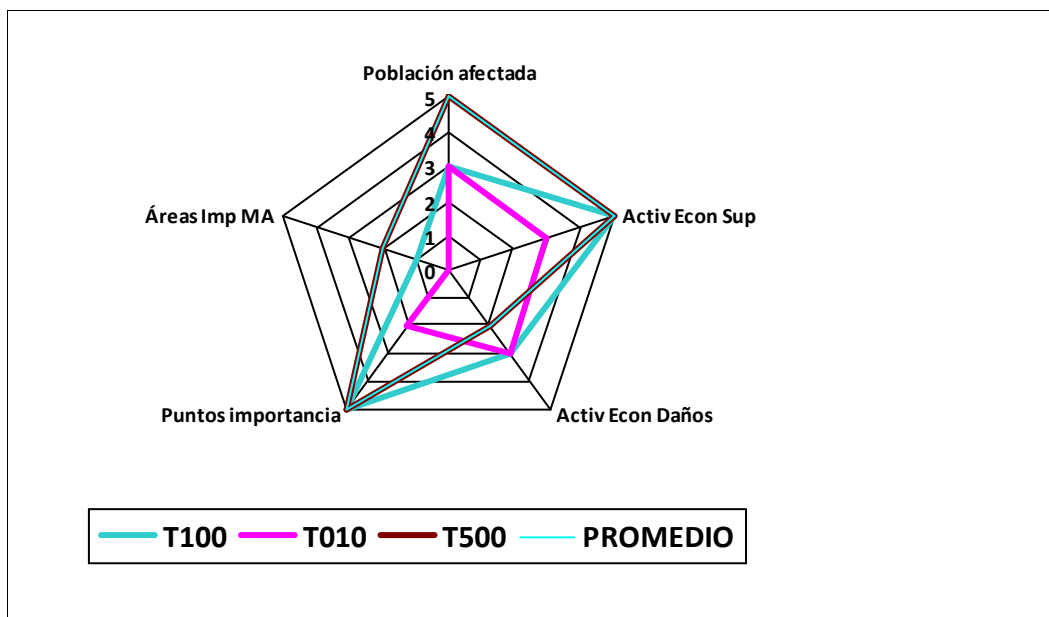 Población afectada
5
4
3
2
1
0
Áreas Imp MA
Activ Econ Sup
Puntos importancia
Activ Econ Daños
T100 T010 T500 PROMEDIO